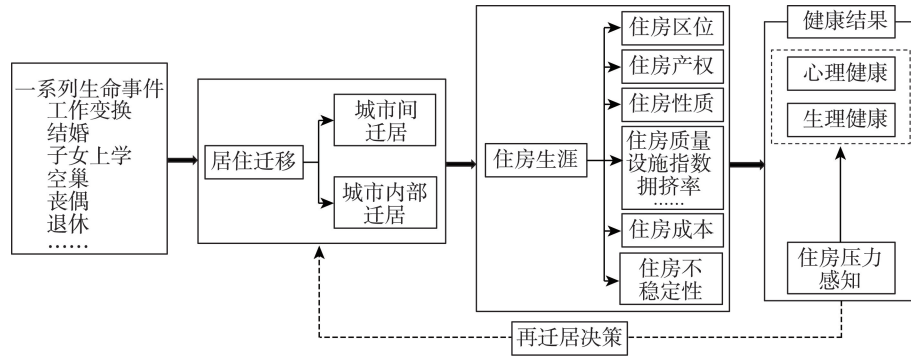 一系列生命事件
工作变换
结婚
子女上学
空巢
丧偶
退休
……
居住迁移
城市间
迁居
城市内部
迁居
住房生涯
住房区位
住房产权
住房性质
住房质量
设施指数
拥挤率
……
住房成本
住房不
稳定性
健康结果
心理健康
生理健康
住房压力
感知
再迁居决策